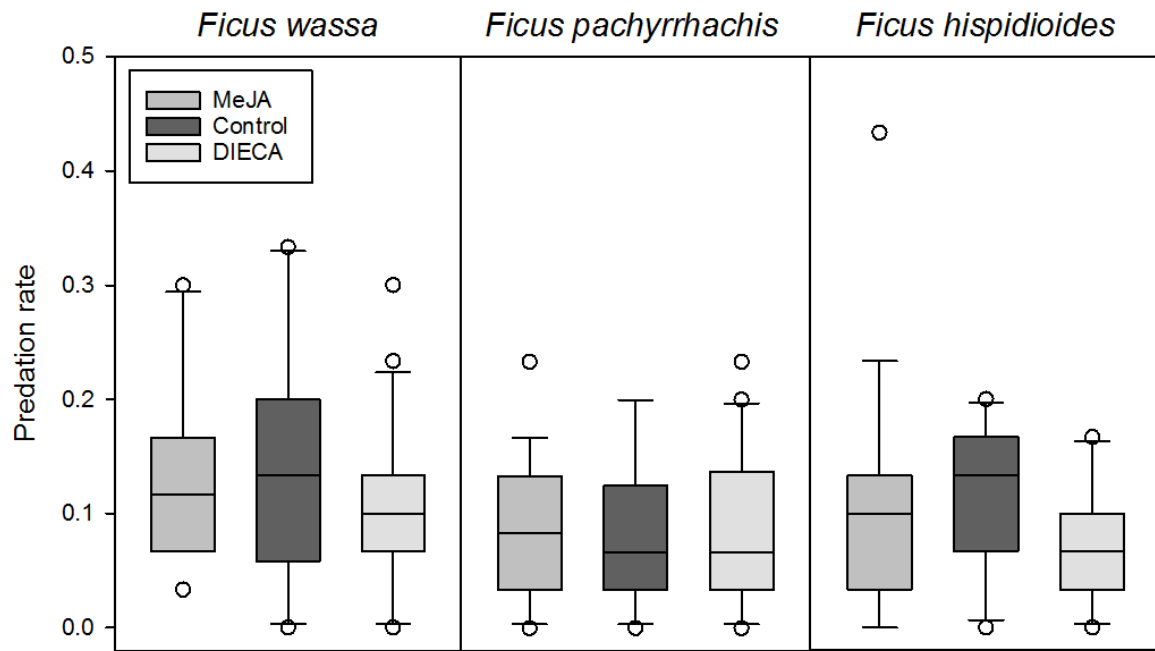 Ficus wassa Ficus pachyrrhachis Ficus hispidioides
0.5
MeJA
Control
DIECA
0.4
0.3
Predation rate
0.2
0.1
0.0